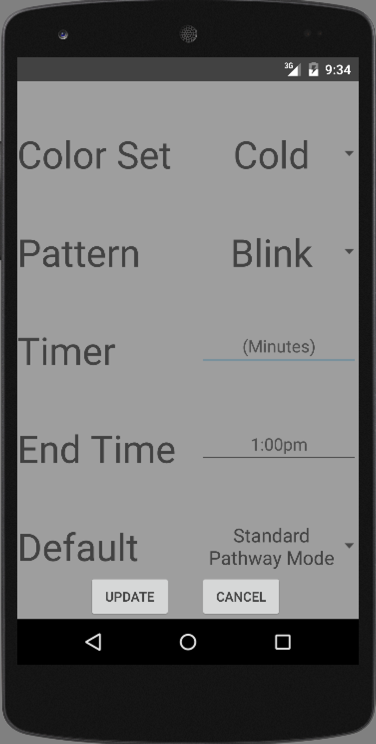 3G 9:34
Color Set Cold
Pattern Blink
Timer (Minutes)
End Time 1:00pm
Default Standard
Pathway Mode
UPDATE CANCEL